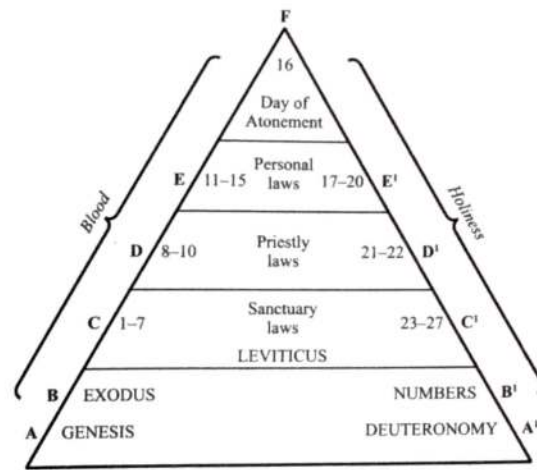 F
16
Day of
Atonement
Blood
Holiness
E 11–15 Personal laws 17–20 E¹
D 8–10 Priestly laws 21–22 D¹
C 1–7 Sanctuary laws 23–27 C¹
LEVITICUS
B EXODUS NUMBERS B¹
A GENESIS DEUTERONOMY A¹